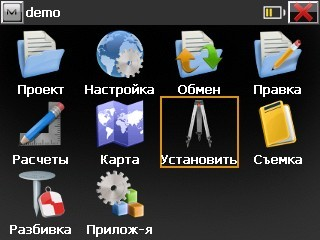 M demo
Проект Настройка Обмен Правка
Расчеты Карта Установить Съемка
Разбивка Прилож-я